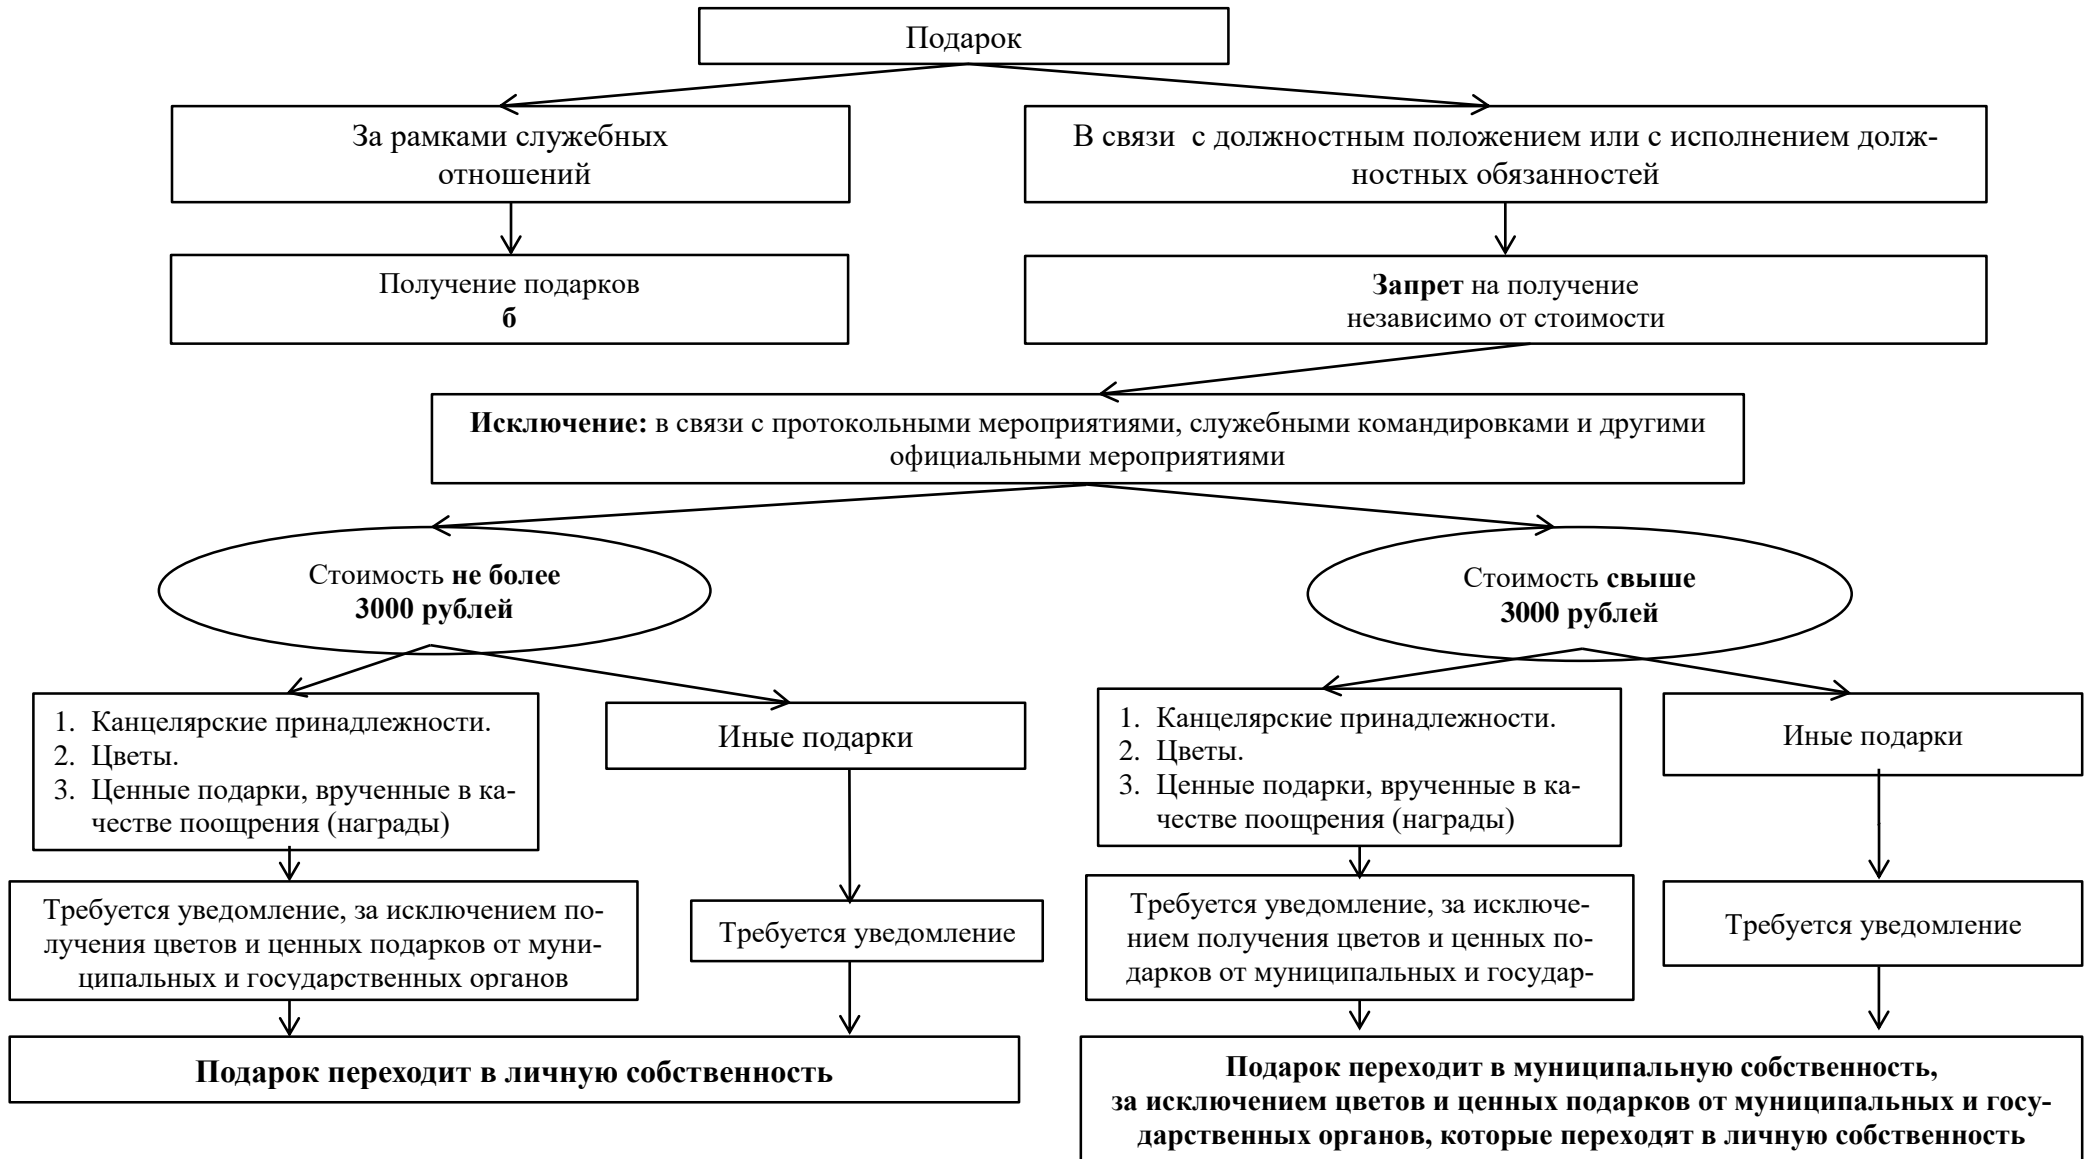 Подарок
За рамками служебных
отношений
В связи  с должностным положением или с исполнением долж-
ностных обязанностей
Получение подарков
б
Запрет на получение
независимо от стоимости
Исключение: в связи с протокольными мероприятиями, служебными командировками и другими
официальными мероприятиями
Стоимость не более
3000 рублей
Стоимость свыше
3000 рублей
1. Канцелярские принадлежности.
2. Цветы.
3. Ценные подарки, врученные в ка-
честве поощрения (награды)
Иные подарки
1. Канцелярские принадлежности.
2. Цветы.
3. Ценные подарки, врученные в ка-
честве поощрения (награды)
Иные подарки
Требуется уведомление, за исключением по-
лучения цветов и ценных подарков от муни-
ципальных и государственных органов
Требуется уведомление
Требуется уведомление, за исключе-
нием получения цветов и ценных по-
дарков от муниципальных и государ-
Требуется уведомление
Подарок переходит в личную собственность
Подарок переходит в муниципальную собственность,
за исключением цветов и ценных подарков от муниципальных и госу-
дарственных органов, которые переходят в личную собственность